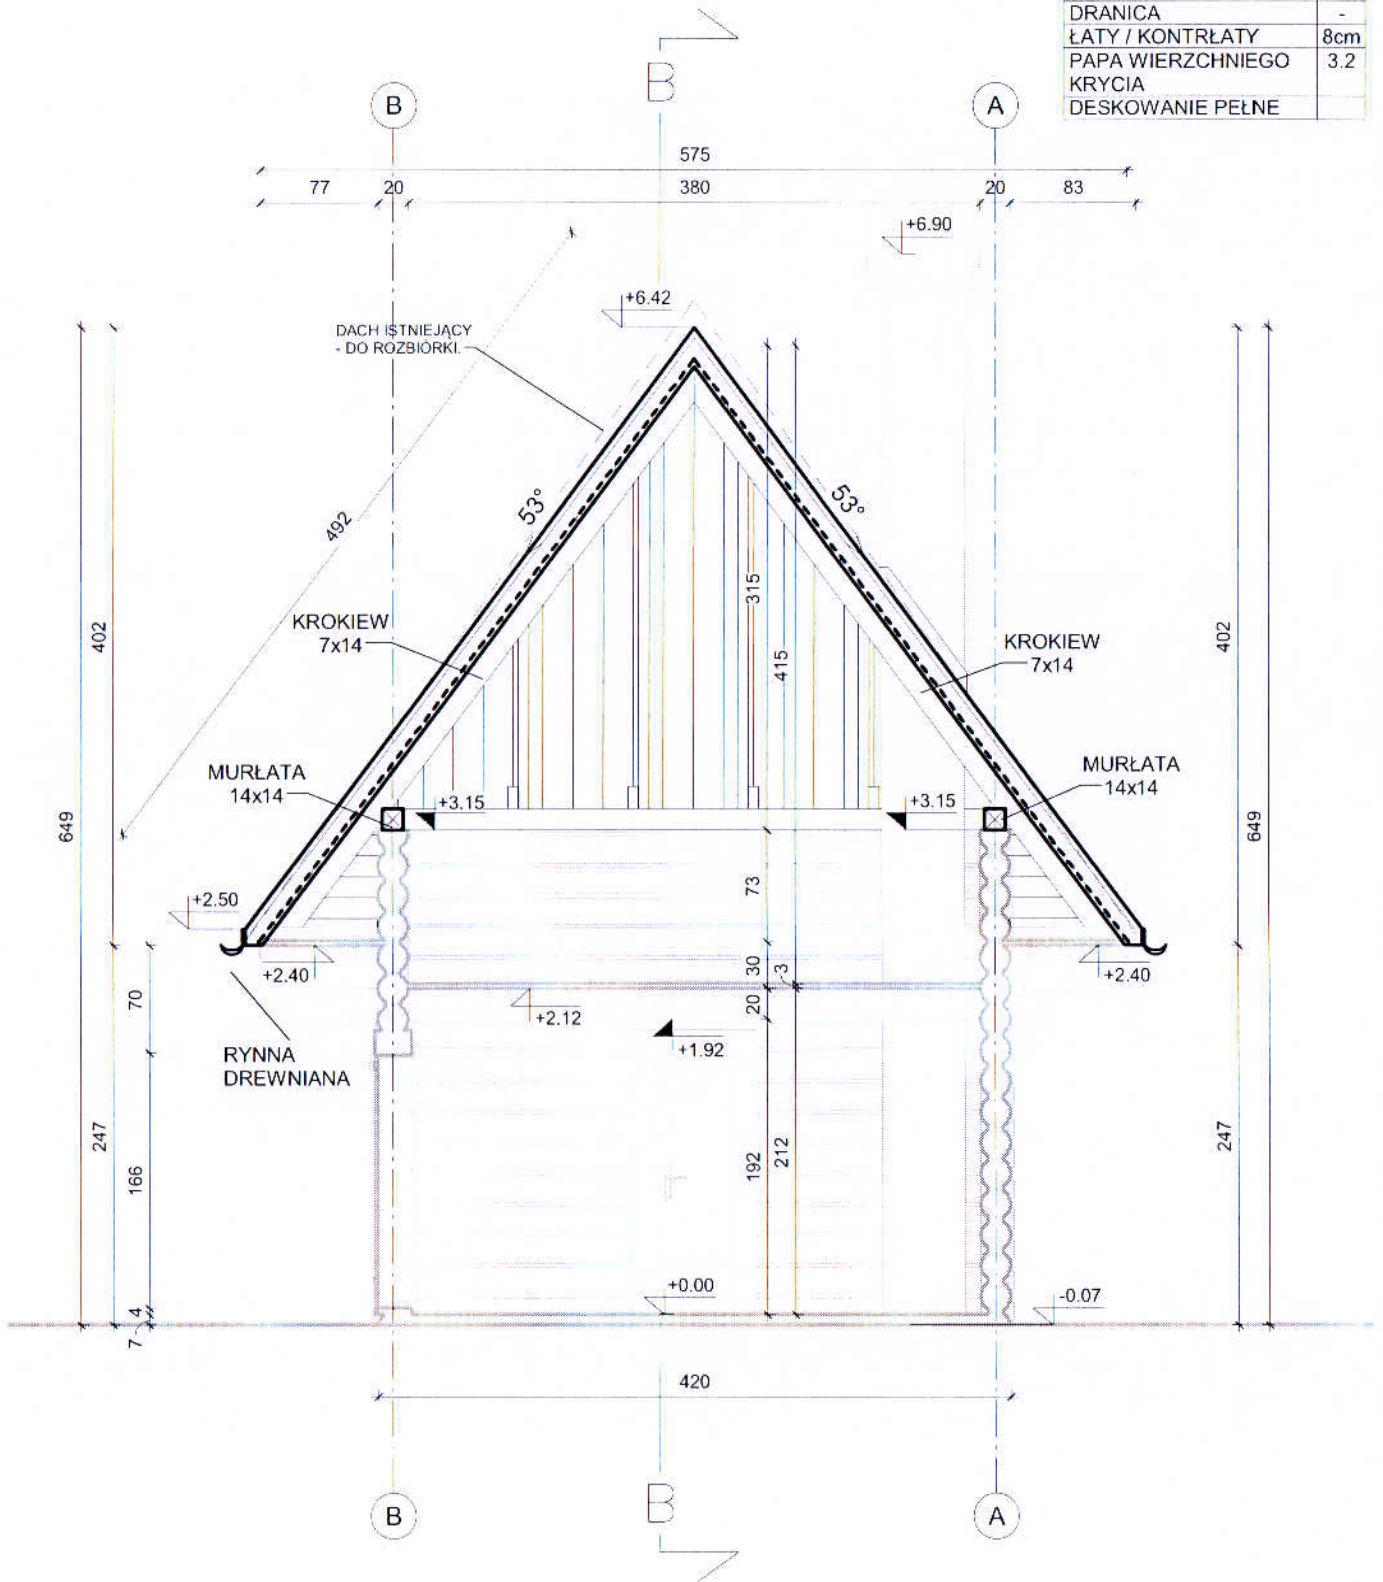 DRANICA -
ŁATY / KONTRŁATY 8cm
PAPA WIERZCHNIEGO 3.2
KRYCIA
DESKOWANIE PEŁNE
B
B
A
575
77 20 380 20 83
+6.90
+6.42
DACH ISTNIEJĄCY
- DO ROZBIÓRKI.
53°
53°
492
315
402
402
KROKIEW
7x14
KROKIEW
7x14
415
MURŁATA
14x14
MURŁATA
14x14
+3.15
+3.15
649
649
73
+2.50
+2.40
+2.40
30
3
20
70
+2.12
+1.92
RYNNA
DREWNIANA
247
247
166
192
212
+0.00
-0.07
4
7
420
B
B
A